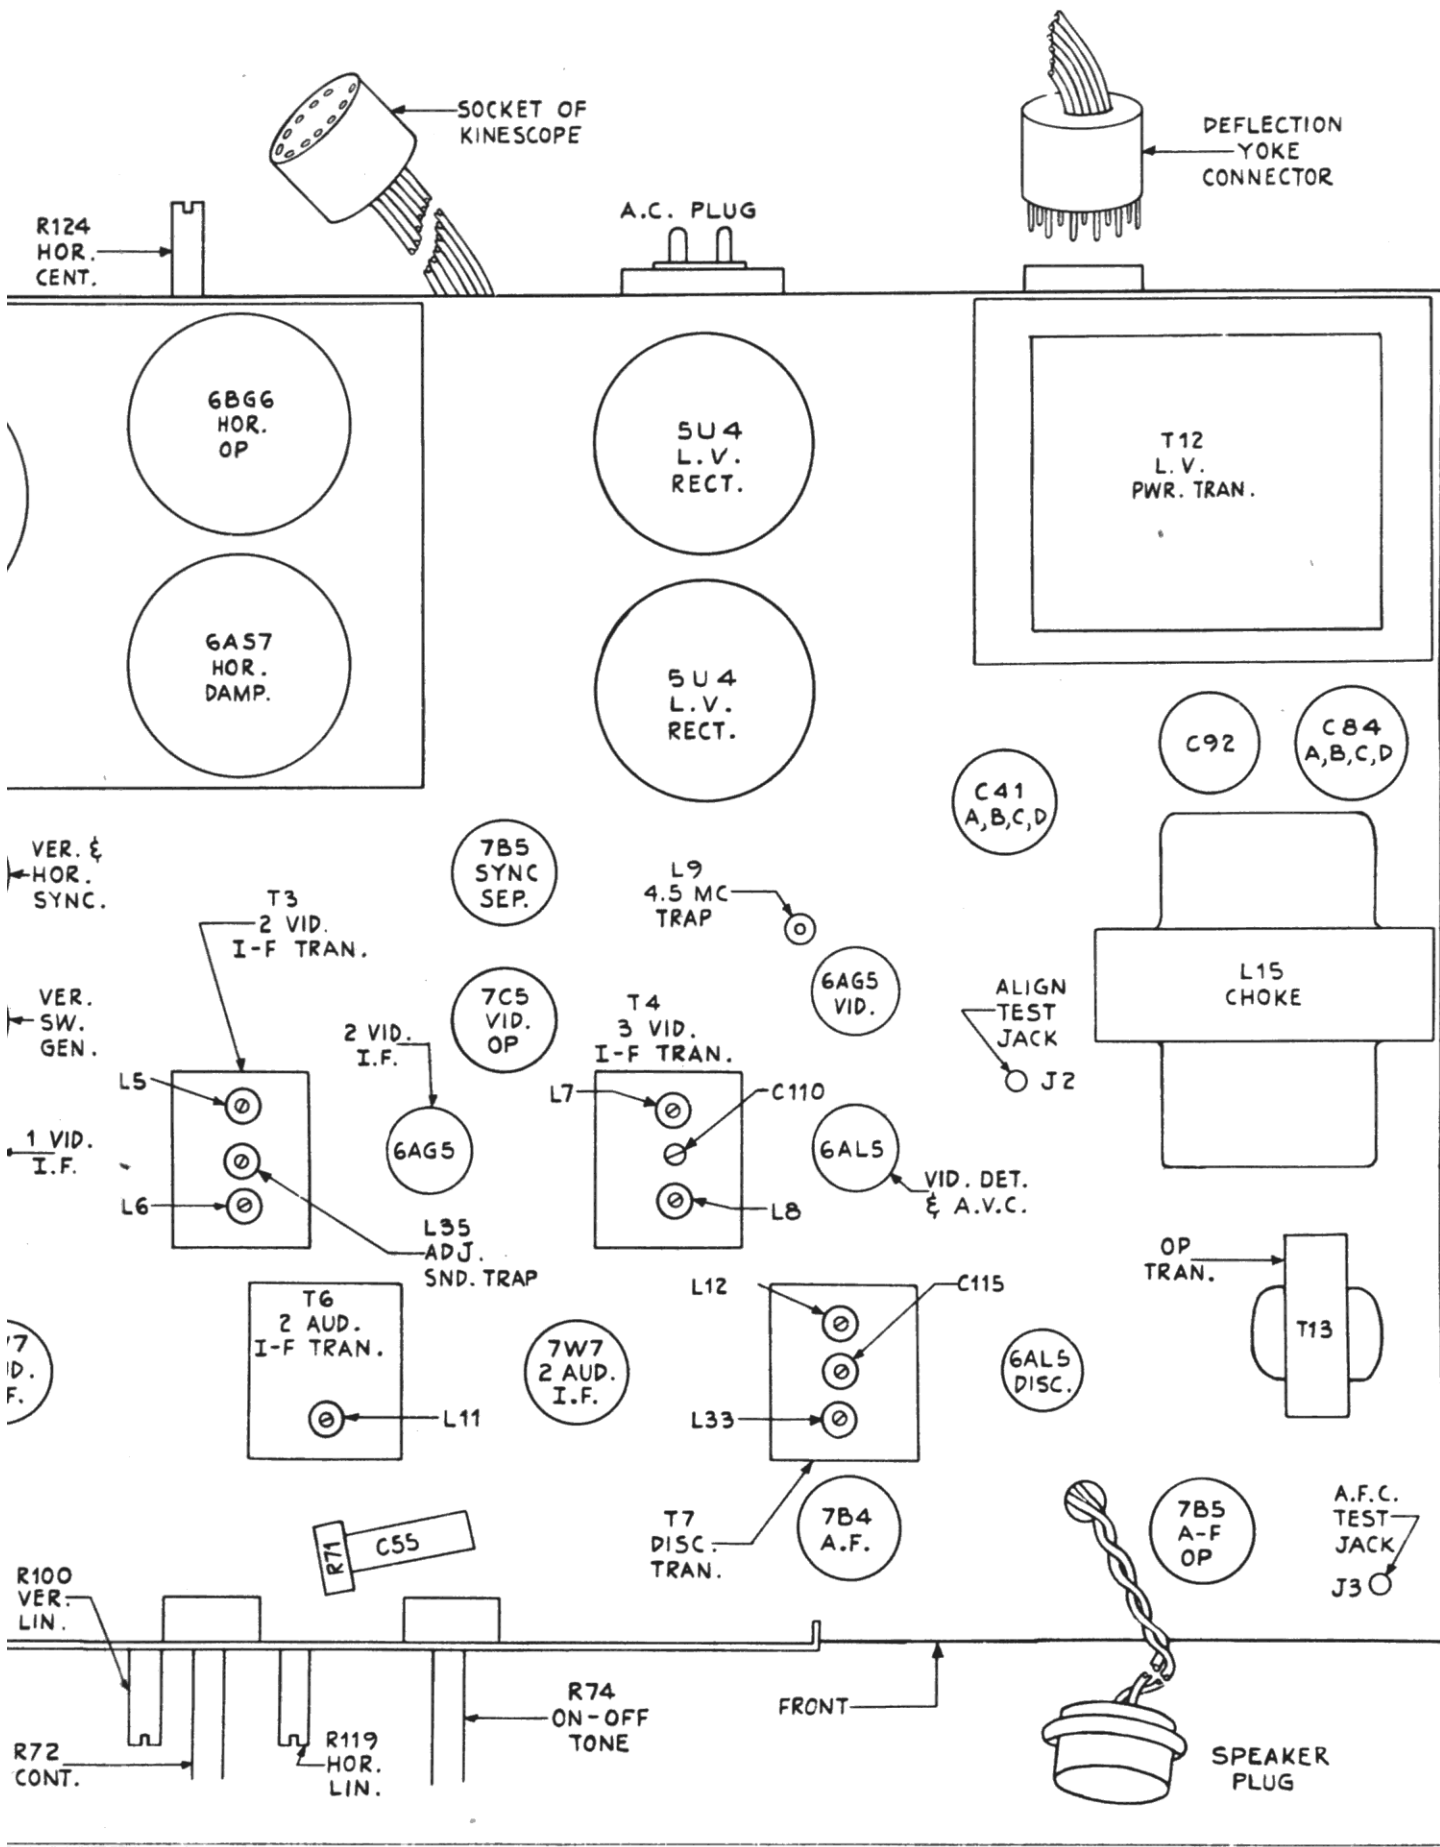 SOCKET OF
KINESCOPE
DEFLECTION
YOKE
CONNECTOR
R124
HOR.
CENT.
A.C. PLUG
6BG6
HOR.
OP
5U4
L.V.
RECT.
T12
L.V.
PWR. TRAN.
6AS7
HOR.
DAMP.
5U4
L.V.
RECT.
C92
C84
A,B,C,D
C41
A,B,C,D
VER. &
HOR.
SYNC.
7B5
SYNC
SEP.
L9
4.5 MC
TRAP
T3
2 VID.
I-F TRAN.
6AG5
VID.
L15
CHOKE
VER.
SW.
GEN.
7C5
VID.
OP
2 VID.
I.F.
T4
3 VID.
I-F TRAN.
ALIGN
TEST
JACK
J2
L5
L7
C110
1 VID.
I.F.
6AG5
6AL5
VID. DET.
& A.V.C.
L6
L8
L35
ADJ.
SND. TRAP
OP
TRAN.
T6
2 AUD.
I-F TRAN.
L12
C115
T13
7
D.
F.
7W7
2 AUD.
I.F.
6AL5
DISC.
L11
L33
R71
C55
T7
DISC.
TRAN.
7B4
A.F.
7B5
A-F
OP
A.F.C.
TEST
JACK
J3
R100
VER.
LIN.
R74
ON-OFF
TONE
FRONT
R72
CONT.
R119
HOR.
LIN.
SPEAKER
PLUG